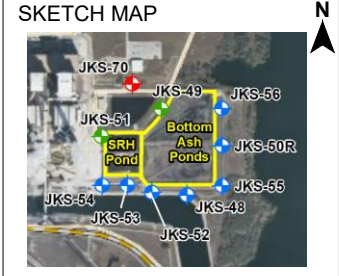 SKETCH MAP
N
JKS-70
JKS-49
JKS-56
JKS-51
SRH
Pond
Bottom
Ash
Ponds
JKS-50R
JKS-54
JKS-53
JKS-52
JKS-48
JKS-55